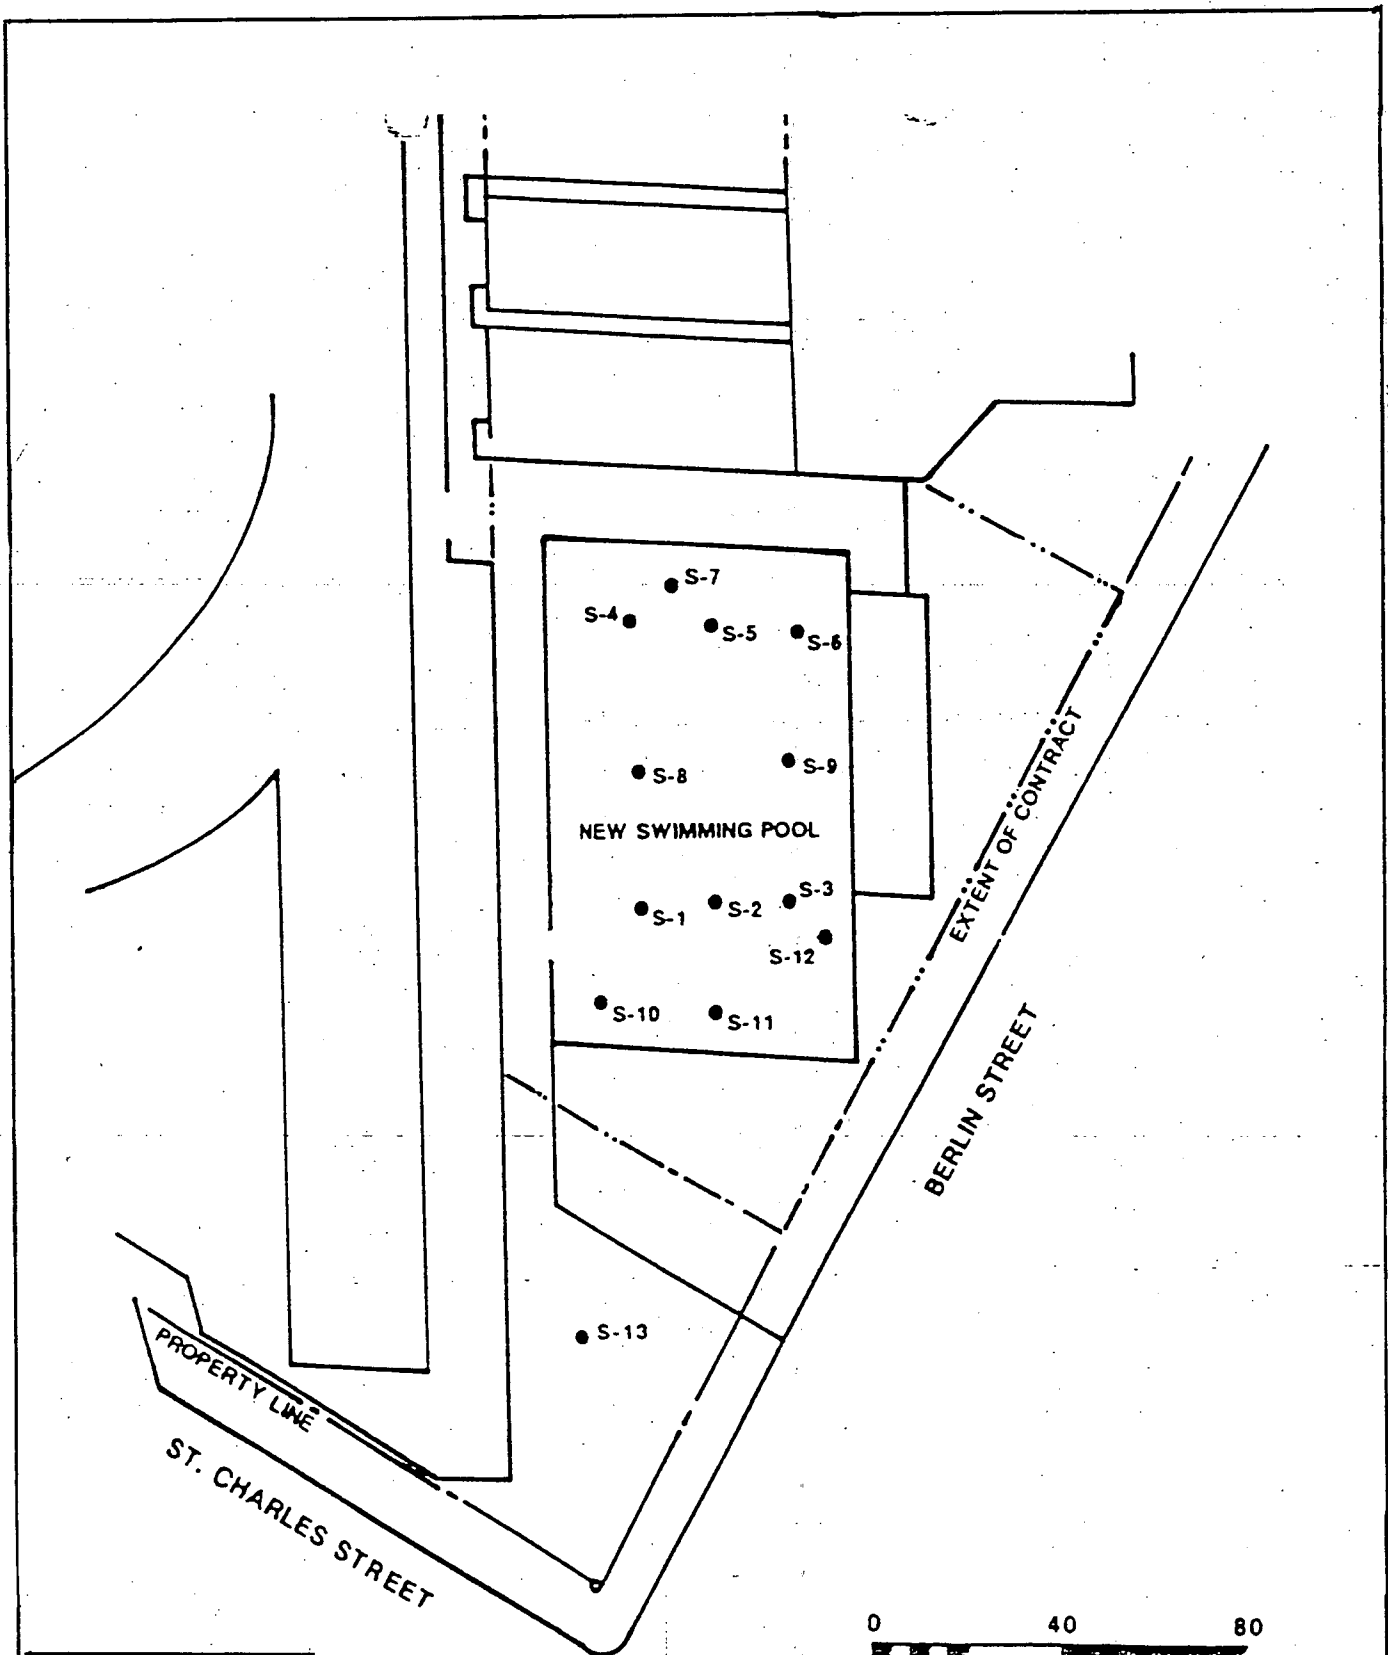 S-7
S-4
S-5
S-6
S-8
S-9
NEW SWIMMING POOL
S-3
S-1
S-2
S-12
S-10
S-11
EXTENT OF CONTRACT
BERLIN STREET
S-13
PROPERTY LINE
ST. CHARLES STREET
0 40 80